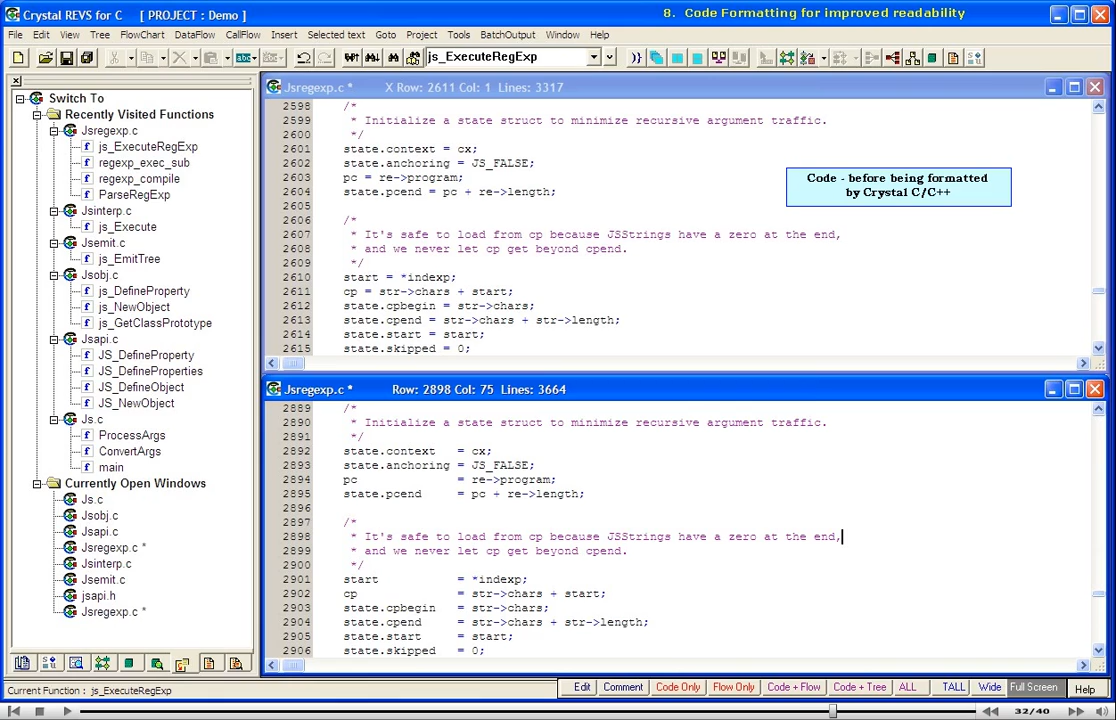 Crystal REVS for C [ PROJECT : Demo ]
8. Code Formatting for improved readability
File Edit View Tree FlowChart DataFlow CallFlow Insert Selected text Goto Project Tools BatchOutput Window Help
js_ExecuteRegExp
Switch To
Recently Visited Functions
Jsregexp.c
js_ExecuteRegExp
regexp_exec_sub
regexp_compile
ParseRegExp
Jsinterp.c
js_Execute
Jsemit.c
js_EmitTree
Jsobj.c
js_DefineProperty
js_NewObject
js_GetClassPrototype
Jsapi.c
JS_DefineProperty
JS_DefineProperties
JS_DefineObject
JS_NewObject
Js.c
ProcessArgs
ConvertArgs
main
Currently Open Windows
Js.c
Jsobj.c
Jsapi.c
Jsregexp.c *
Jsinterp.c
Jsemit.c
jsapi.h
Jsregexp.c *
Jsregexp.c * X Row: 2611 Col: 1 Lines: 3317
2598 /*
2599 * Initialize a state struct to minimize recursive argument traffic.
2600 */
2601 state.context = cx;
2602 state.anchoring = JS_FALSE;
2603 pc = re->program;
2604 state.pcend = pc + re->length;
2605
2606 /*
2607 * It's safe to load from cp because JSStrings have a zero at the end,
2608 * and we never let cp get beyond cpend.
2609 */
2610 start = *indexp;
2611 cp = str->chars + start;
2612 state.cpbegin = str->chars;
2613 state.cpend = str->chars + str->length;
2614 state.start = start;
2615 state.skipped = 0;
Code - before being formatted
by Crystal C/C++
Jsregexp.c * Row: 2898 Col: 75 Lines: 3664
2889 /*
2890 * Initialize a state struct to minimize recursive argument traffic.
2891 */
2892 state.context = cx;
2893 state.anchoring = JS_FALSE;
2894 pc = re->program;
2895 state.pcend = pc + re->length;
2896
2897 /*
2898 * It's safe to load from cp because JSStrings have a zero at the end,
2899 * and we never let cp get beyond cpend.
2900 */
2901 start = *indexp;
2902 cp = str->chars + start;
2903 state.cpbegin = str->chars;
2904 state.cpend = str->chars + str->length;
2905 state.start = start;
2906 state.skipped = 0;
Current Function : js_ExecuteRegExp
Edit Comment Code Only Flow Only Code + Flow Code + Tree ALL TALL Wide Full Screen Help
32/40